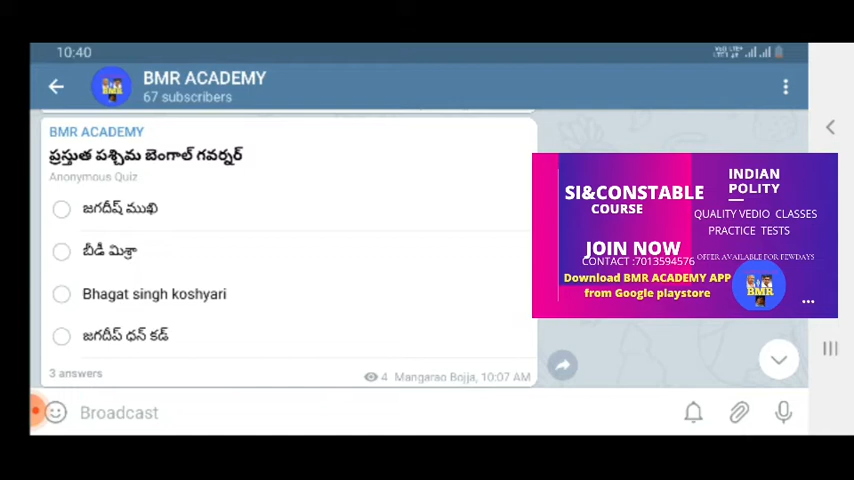 10:40
BMR ACADEMY
67 subscribers
BMR ACADEMY
ప్రస్తుత పశ్చిమ బెంగాల్ గవర్నర్
Anonymous Quiz
జగదీష్ ముఖి
బీడీ మిశ్రా
Bhagat singh koshyari
జగదీప్ ధన్ కడ్
3 answers
4 Mangarao Bojja, 10:07 AM
Broadcast
SI&CONSTABLE
COURSE
JOIN NOW
CONTACT :7013594576
Download BMR ACADEMY APP
from Google playstore
INDIAN
POLITY
QUALITY VEDIO CLASSES
PRACTICE TESTS
OFFER AVAILABLE FOR FEWDAYS
BMR